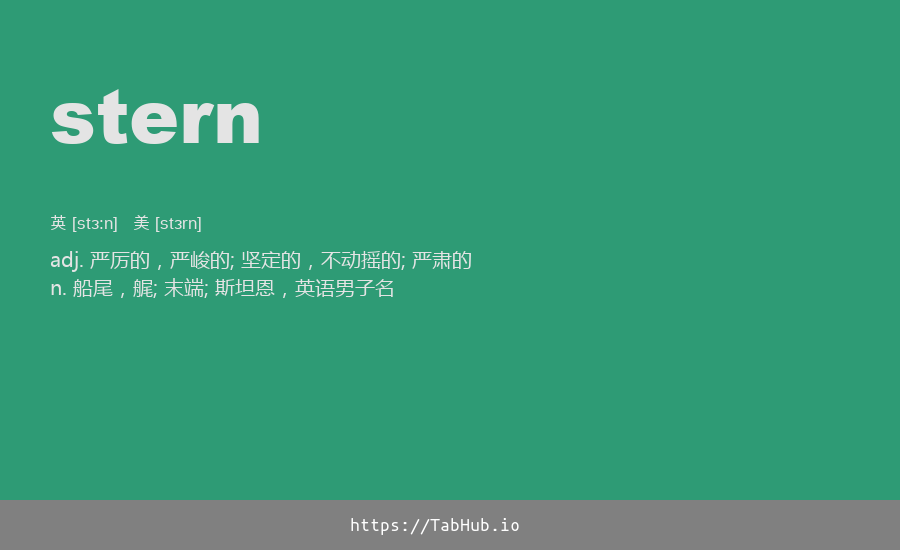 stern
英 [stɜːn] 美 [stɜrn]
adj. 严厉的，严峻的; 坚定的，不动摇的; 严肃的
n. 船尾，艉; 末端; 斯坦恩，英语男子名
https://TabHub.io